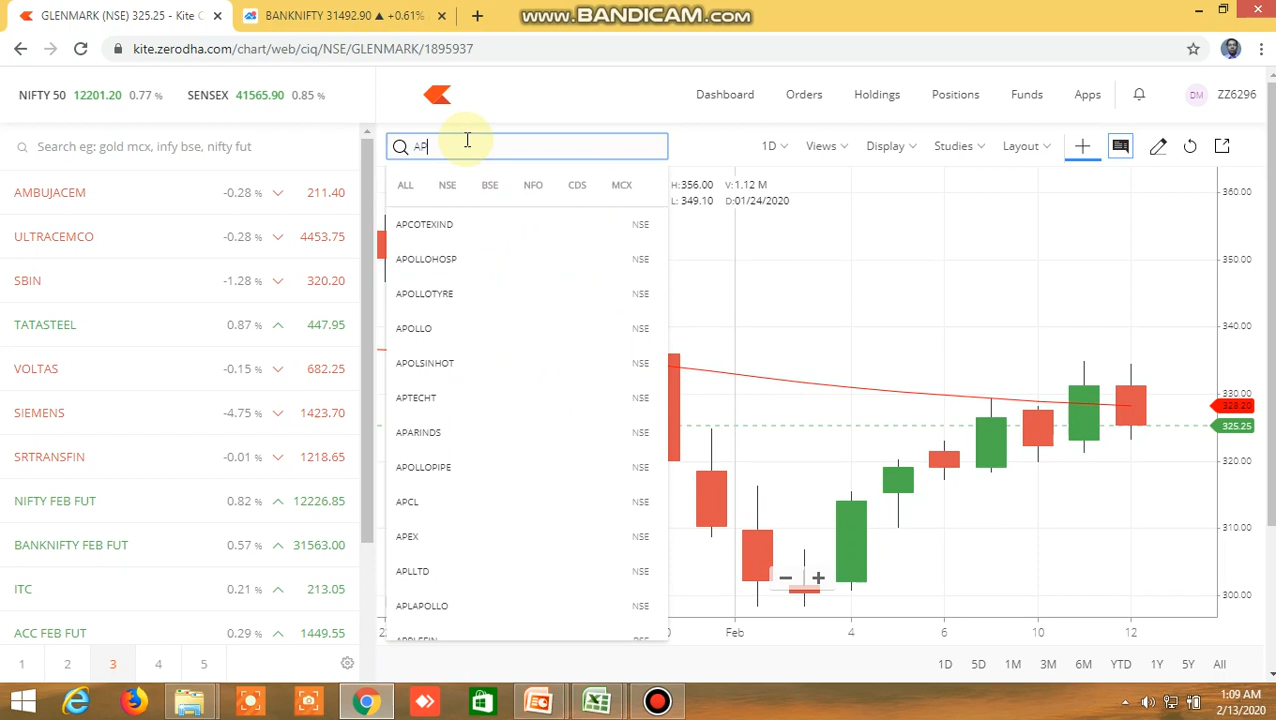 GLENMARK (NSE) 325.25 - Kite C
BANKNIFTY 31492.90 ▲ +0.61%
www.BANDICAM.com
kite.zerodha.com/chart/web/ciq/NSE/GLENMARK/1895937
NIFTY 50 12201.20 0.77 % SENSEX 41565.90 0.85 %
Dashboard Orders Holdings Positions Funds Apps DM ZZ6296
Search eg: gold mcx, infy bse, nifty fut
AMBUJACEM -0.28 % 211.40
ULTRACEMCO -0.28 % 4453.75
SBIN -1.28 % 320.20
TATASTEEL 0.87 % 447.95
VOLTAS -0.15 % 682.25
SIEMENS -4.75 % 1423.70
SRTRANSFIN -0.01 % 1218.65
NIFTY FEB FUT 0.82 % 12226.85
BANKNIFTY FEB FUT 0.57 % 31563.00
ITC 0.21 % 213.05
ACC FEB FUT 0.29 % 1449.55
1 2 3 4 5
AP
1D Views Display Studies Layout
ALL NSE BSE NFO CDS MCX
APCOTEXIND NSE
APOLLOHOSP NSE
APOLLOTYRE NSE
APOLLO NSE
APOLSINHOT NSE
APTECHT NSE
APARINDS NSE
APOLLOPIPE NSE
APCL NSE
APEX NSE
APLLTD NSE
APLAPOLLO NSE
H: 356.00 V: 1.12 M
L: 349.10 D: 01/24/2020
360.00
350.00
340.00
330.00
328.20
325.25
320.00
310.00
300.00
Feb 4 6 10 12
1D 5D 1M 3M 6M YTD 1Y 5Y All
1:09 AM
2/13/2020